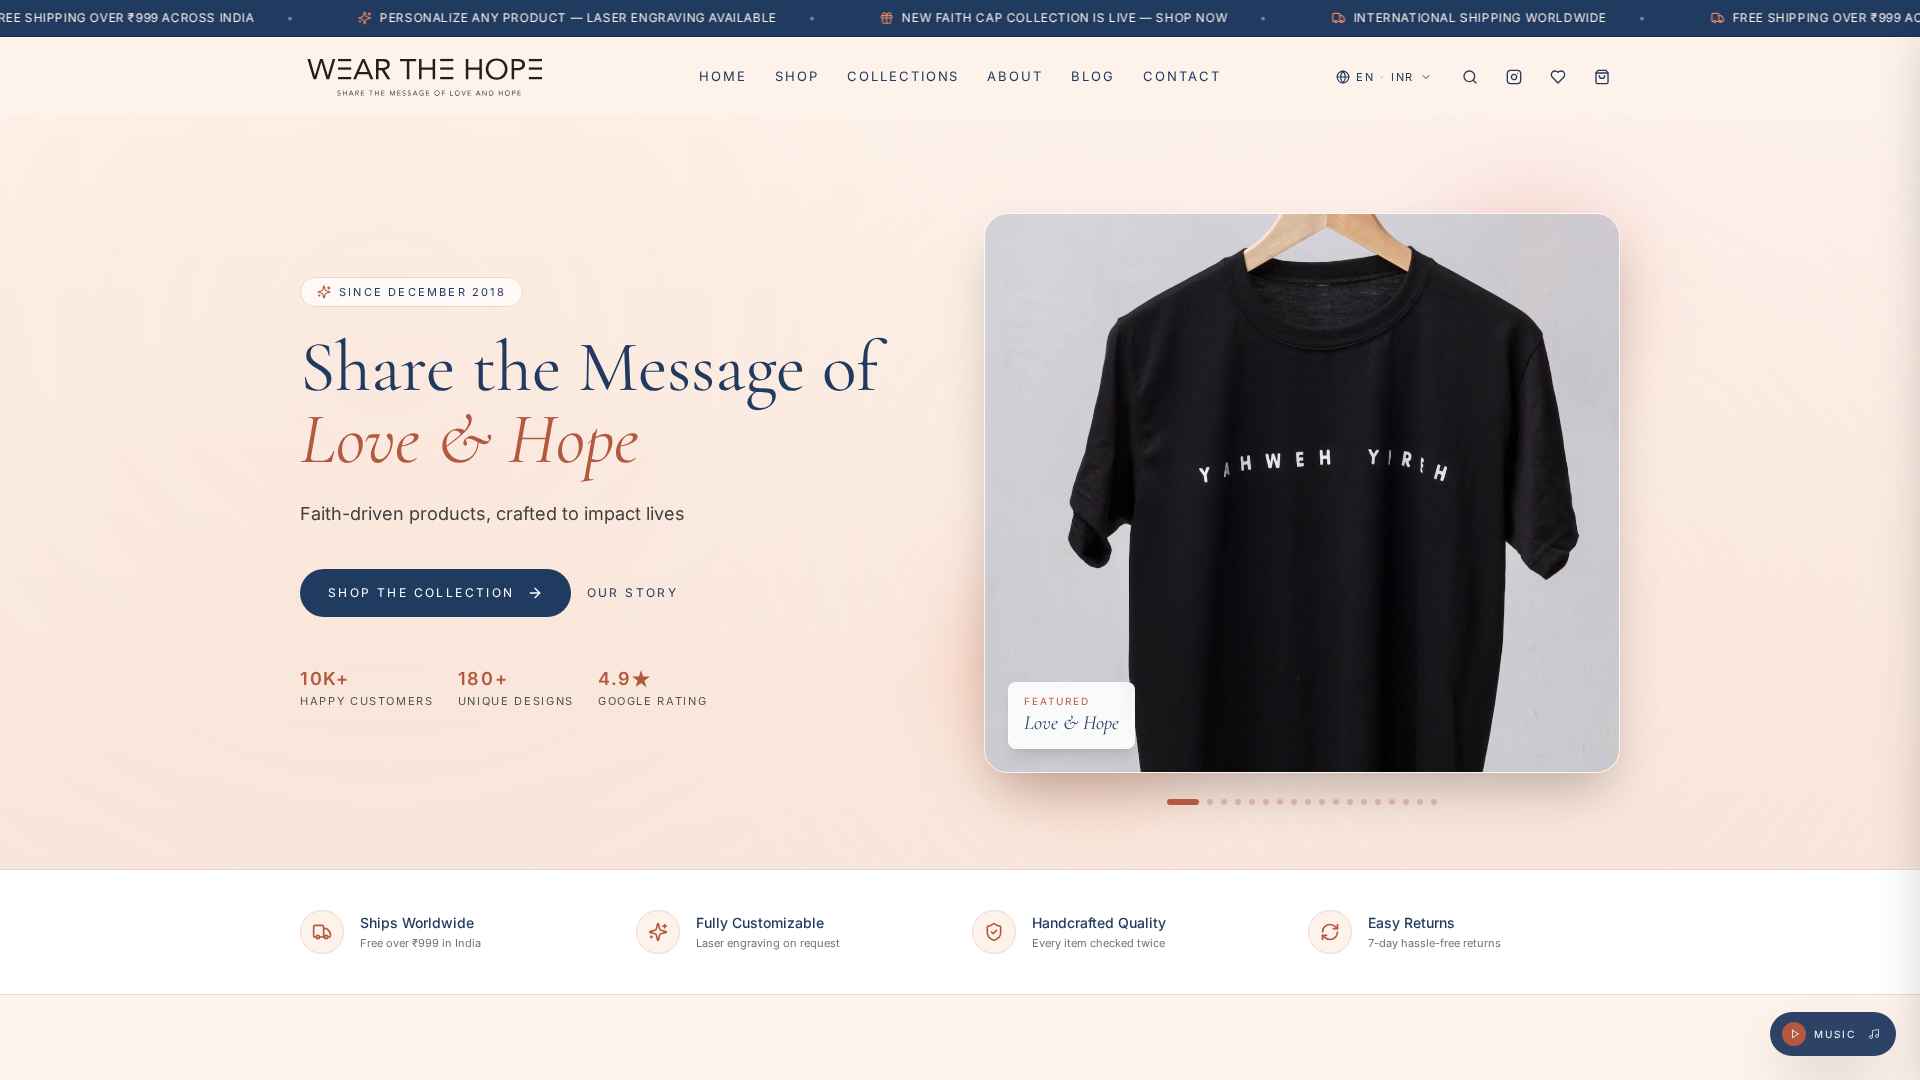 FREE SHIPPING OVER ₹999 ACROSS INDIA • PERSONALIZE ANY PRODUCT — LASER ENGRAVING AVAILABLE • NEW FAITH CAP COLLECTION IS LIVE — SHOP NOW • INTERNATIONAL SHIPPING WORLDWIDE • FREE SHIPPING OVER ₹999 AC
WEAR THE HOPE
SHARE THE MESSAGE OF LOVE AND HOPE
HOME SHOP COLLECTIONS ABOUT BLOG CONTACT
EN · INR
SINCE DECEMBER 2018
Share the Message of
Love & Hope
Faith-driven products, crafted to impact lives
SHOP THE COLLECTION
OUR STORY
10K+
HAPPY CUSTOMERS
180+
UNIQUE DESIGNS
4.9★
GOOGLE RATING
YAHWEH YIREH
FEATURED
Love & Hope
Ships Worldwide
Free over ₹999 in India
Fully Customizable
Laser engraving on request
Handcrafted Quality
Every item checked twice
Easy Returns
7-day hassle-free returns
MUSIC